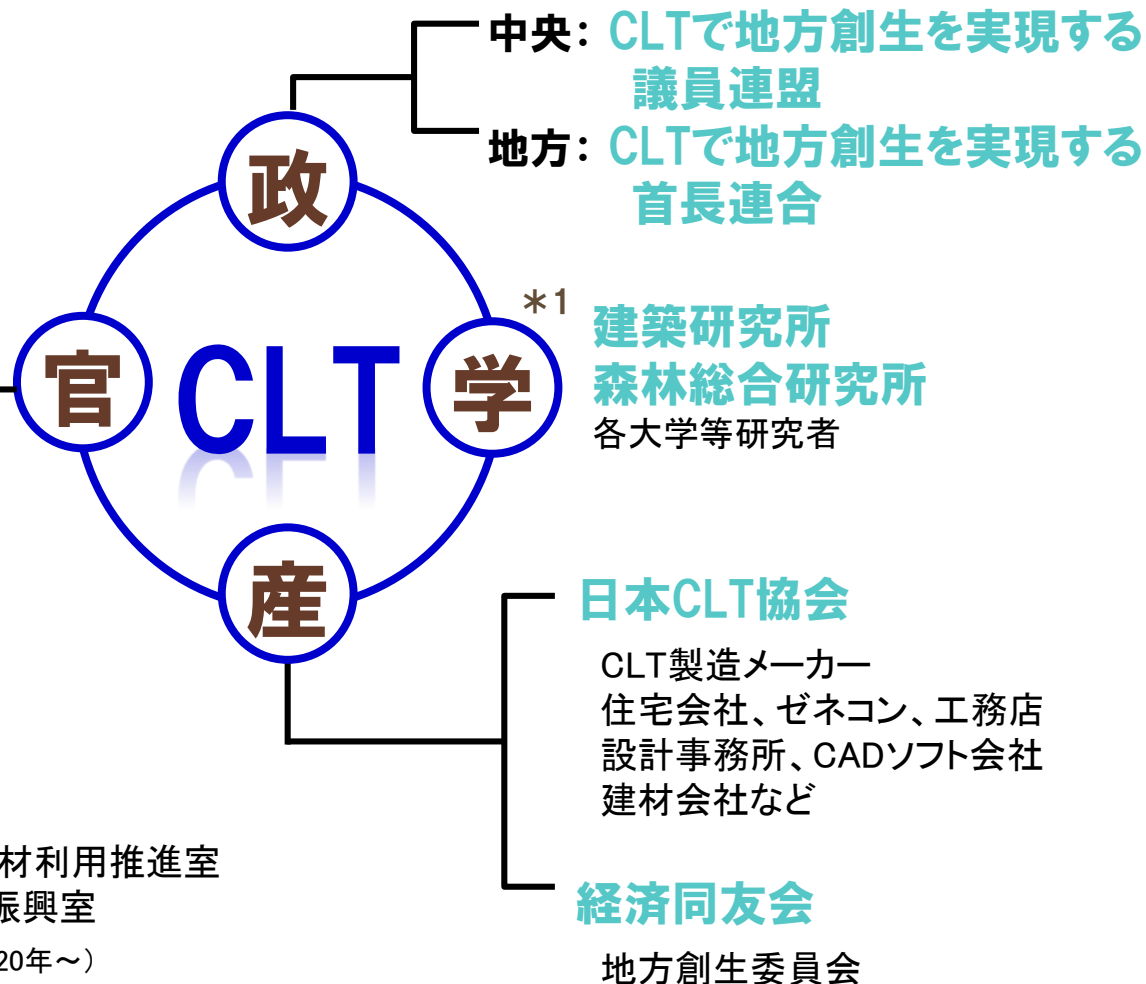 中央：CLTで地方創生を実現する
議員連盟
地方：CLTで地方創生を実現する
首長連合
政
＊1
建築研究所
森林総合研究所
各大学等研究者
官
CLT
学
産
日本CLT協会
CLT製造メーカー
住宅会社、ゼネコン、工務店
設計事務所、CADソフト会社
建材会社など
材利用推進室
振興室
20年～）
経済同友会
地方創生委員会